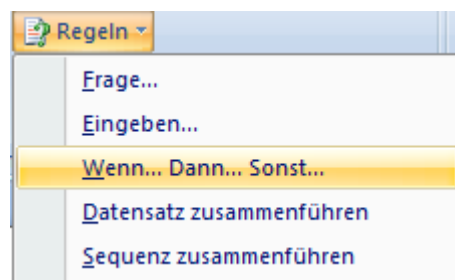 Regeln
Frage...
Eingeben...
Wenn... Dann... Sonst...
Datensatz zusammenführen
Sequenz zusammenführen